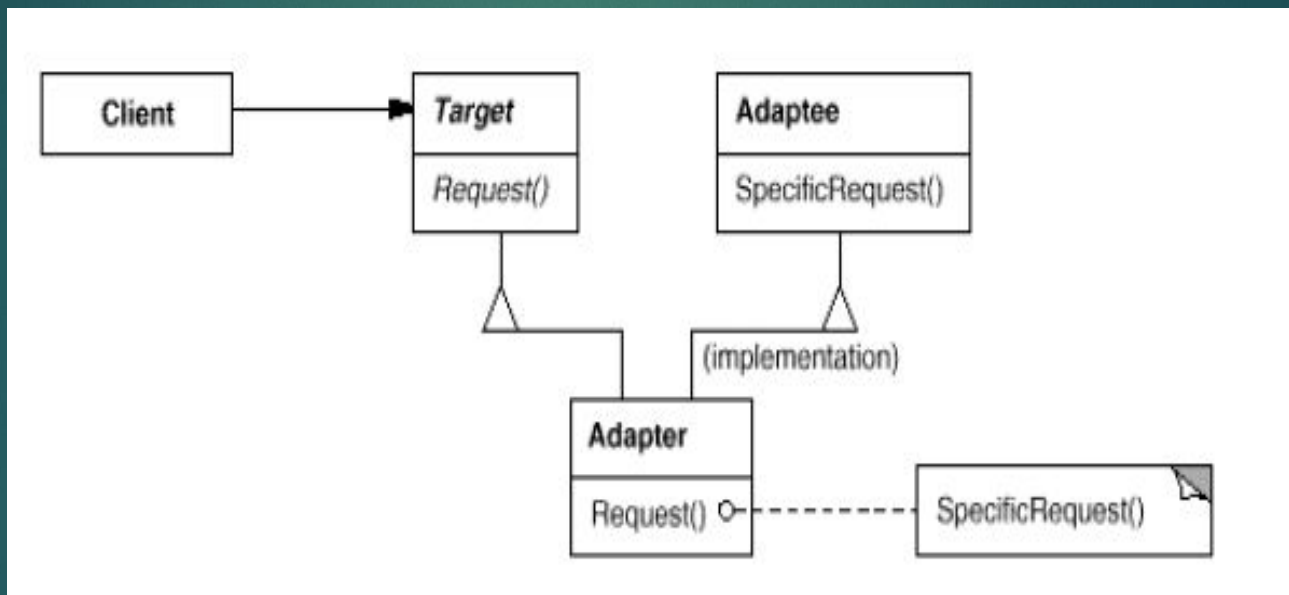 Client
Target
Request()
Adaptee
SpecificRequest()
(implementation)
Adapter
Request()
SpecificRequest()